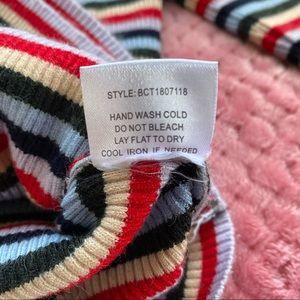 STYLE: BCT1807118
HAND WASH COLD
DO NOT BLEACH
LAY FLAT TO DRY
COOL IRON IF NEEDED